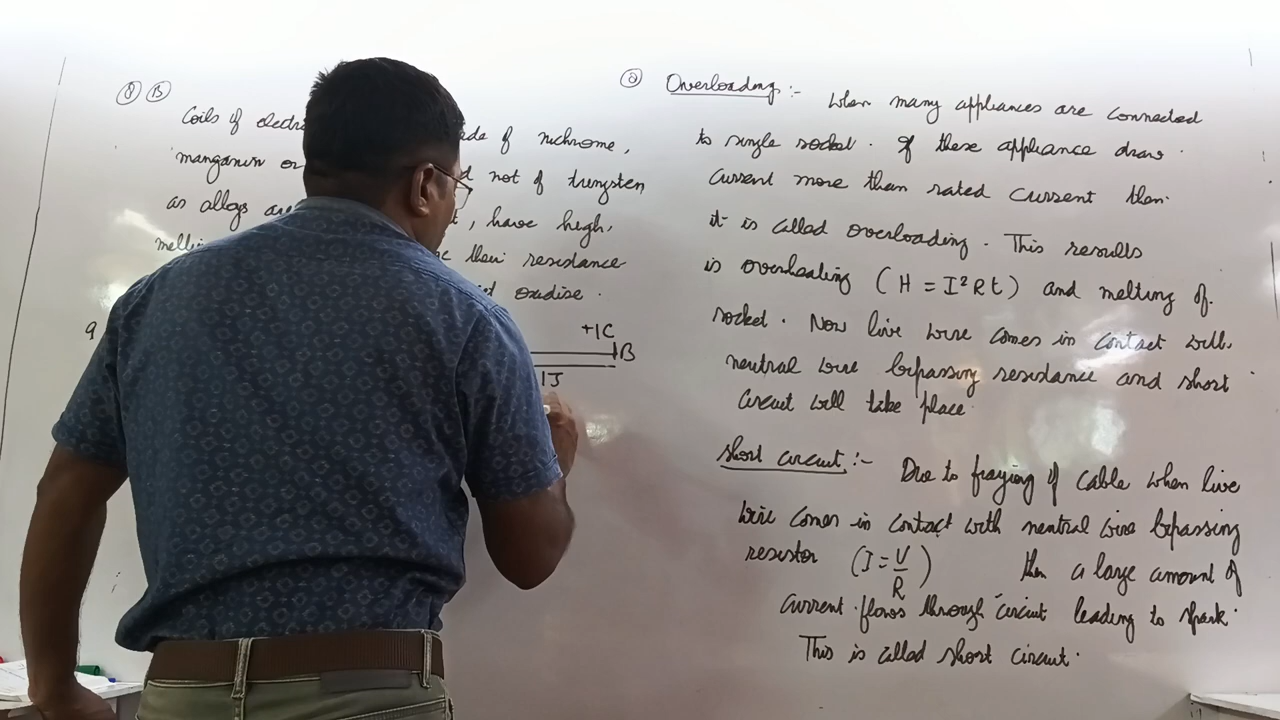 8 B
Coils of electr ade of nichrome,
manganin or d not of tungsten
as alloys a t, have high,
melti their resistance
oxidise.
9
+1C
B
1J
a Overloading :- When many appliances are connected
to single socket. If these appliance draw
current more than rated current then
it is called overloading. This results
is overheating (H = I²Rt) and melting of
socket. Now live wire comes in contact with
neutral wire bypassing resistance and short
circuit will take place.
Short circuit :- Due to fraying of cable when live
wire comes in contact with neutral wire bypassing
resistor (I = V/R) then a large amount of
current flows through circuit leading to spark.
This is called short circuit.